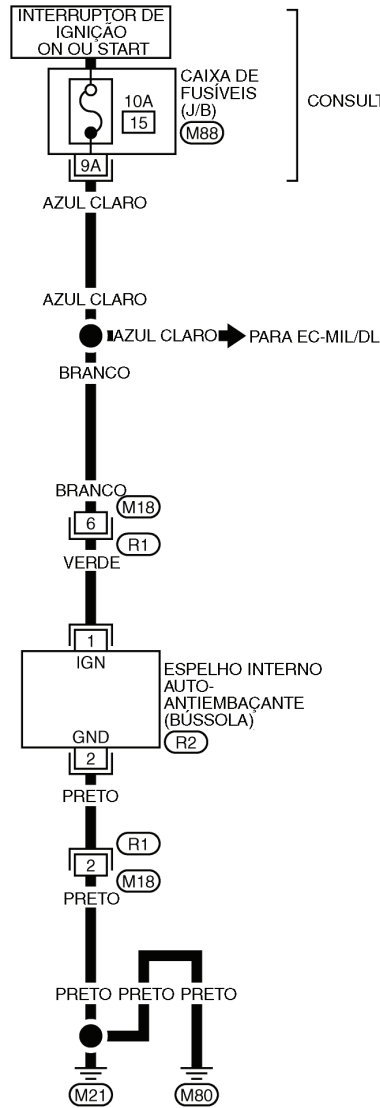 INTERRUPTOR DE
IGNIÇÃO
ON OU START
CAIXA DE
FUSÍVEIS
(J/B)
M88
10A
15
CONSULT
9A
AZUL CLARO
AZUL CLARO
AZUL CLARO
PARA EC-MIL/DL
BRANCO
BRANCO
M18
6
R1
VERDE
1
IGN
ESPELHO INTERNO
AUTO-
ANTIEMBAÇANTE
(BÚSSOLA)
R2
GND
2
PRETO
R1
2
M18
PRETO
PRETO PRETO PRETO
M21
M80